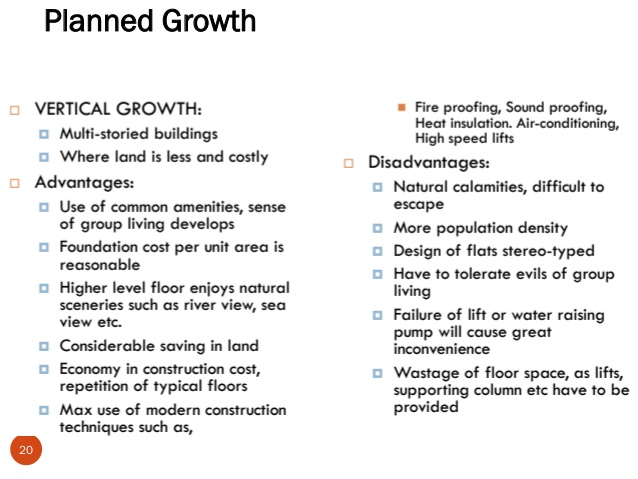 Planned Growth
VERTICAL GROWTH:
Multi-storied buildings
Where land is less and costly
Advantages:
Use of common amenities, sense
of group living develops
Foundation cost per unit area is
reasonable
Higher level floor enjoys natural
sceneries such as river view, sea
view etc.
Considerable saving in land
Economy in construction cost,
repetition of typical floors
Max use of modern construction
techniques such as,
Fire proofing, Sound proofing,
Heat insulation. Air-conditioning,
High speed lifts
Disadvantages:
Natural calamities, difficult to
escape
More population density
Design of flats stereo-typed
Have to tolerate evils of group
living
Failure of lift or water raising
pump will cause great
inconvenience
Wastage of floor space, as lifts,
supporting column etc have to be
provided
20